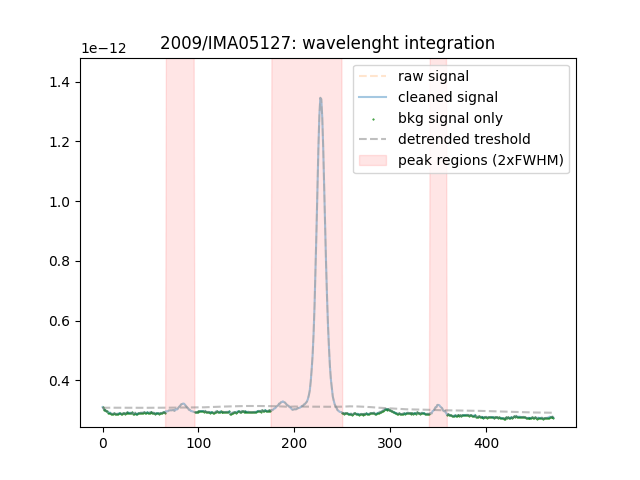 2009/IMA05127: wavelenght integration
1e−12
raw signal
cleaned signal
bkg signal only
detrended treshold
peak regions (2xFWHM)
1.4
1.2
1.0
0.8
0.6
0.4
0 100 200 300 400